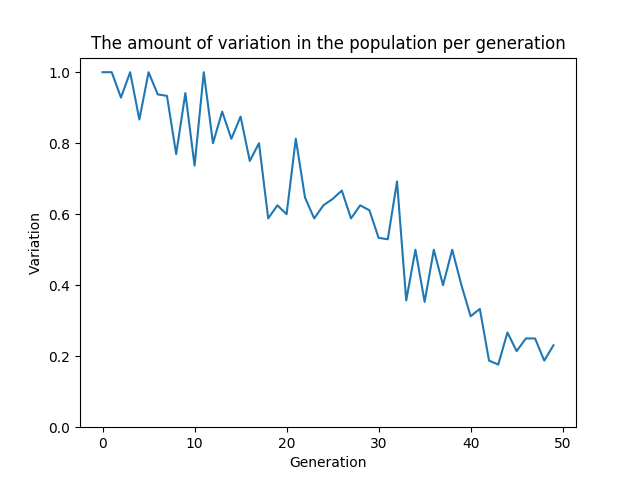 The amount of variation in the population per generation
1.0
0.8
0.6
0.4
0.2
0.0
Variation
0 10 20 30 40 50
Generation